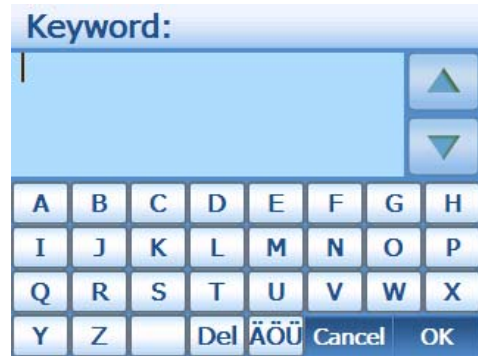 Keyword:
A B C D E F G H
I J K L M N O P
Q R S T U V W X
Y Z Del ÄÖÜ Cancel OK